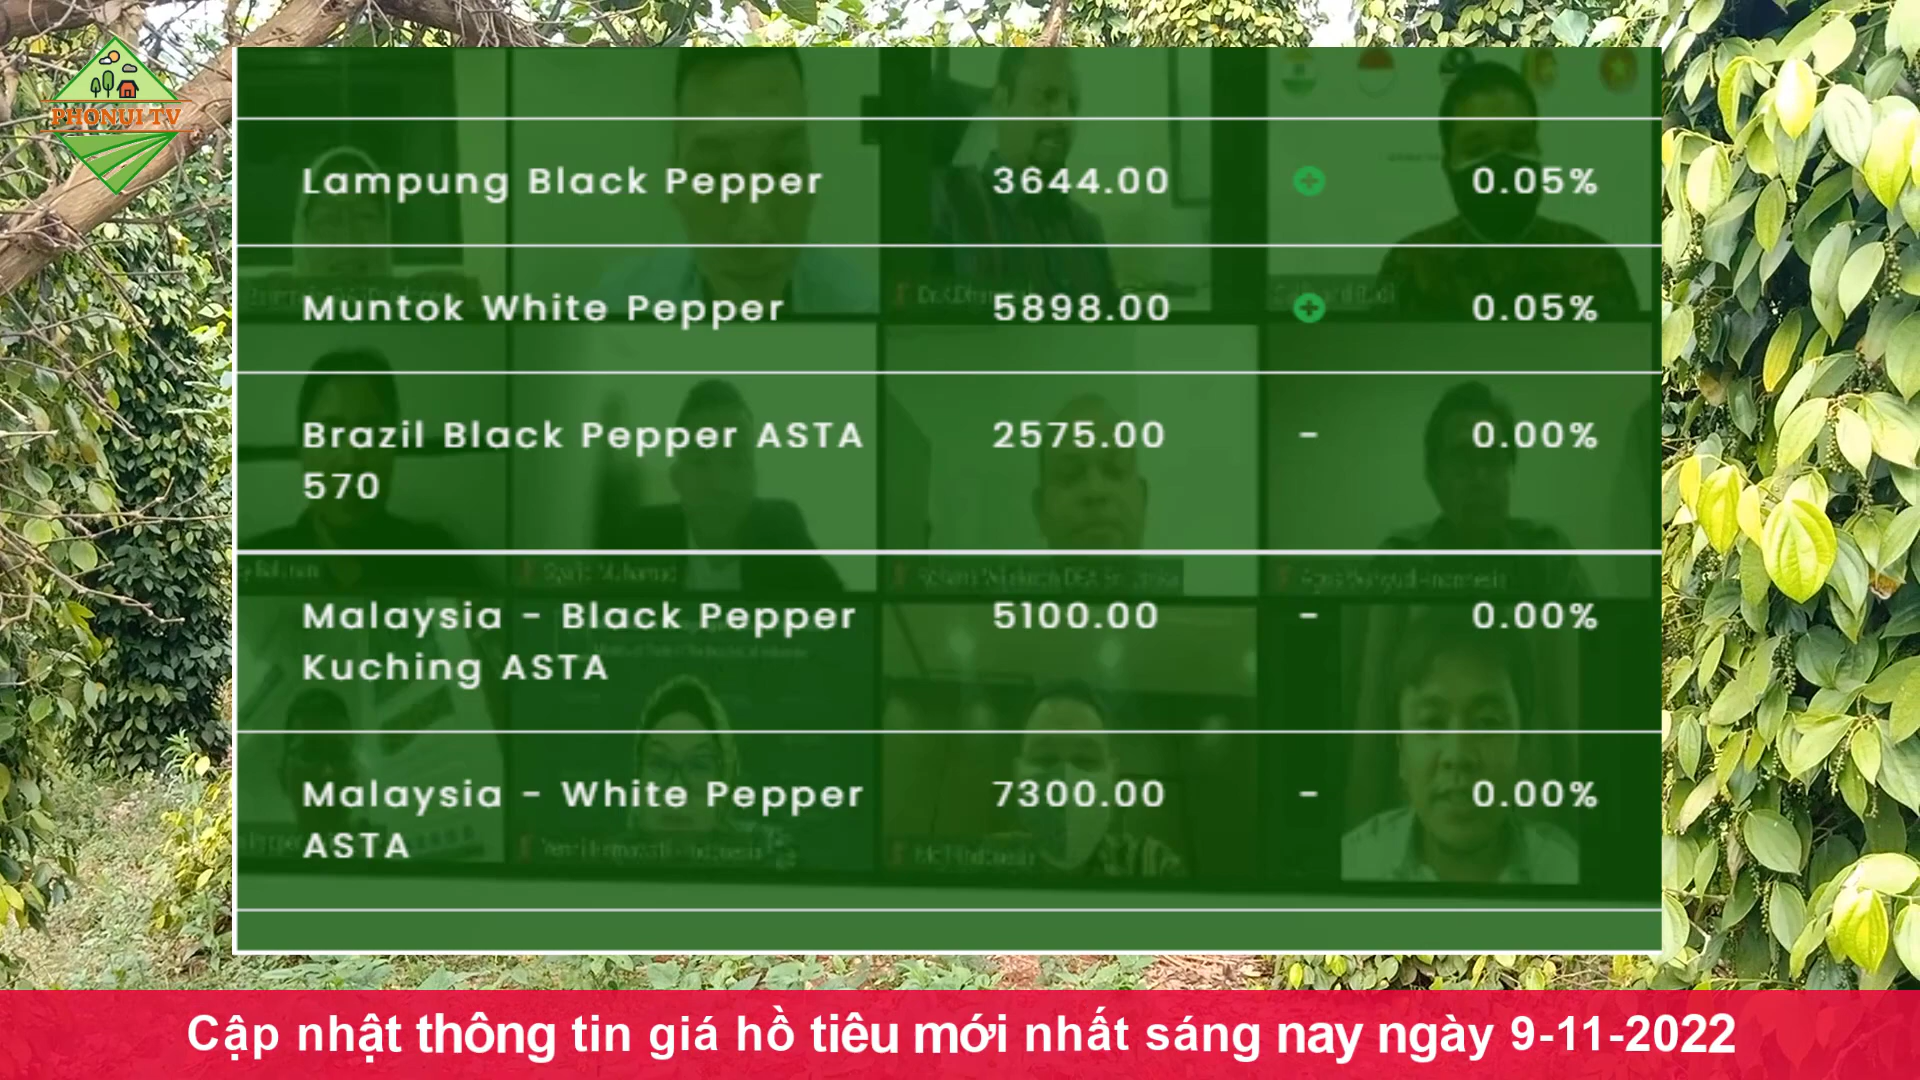 PHONUI TV
Lampung Black Pepper 3644.00 0.05%
Muntok White Pepper 5898.00 0.05%
Brazil Black Pepper ASTA 2575.00 - 0.00%
570
Malaysia - Black Pepper 5100.00 - 0.00%
Kuching ASTA
Malaysia - White Pepper 7300.00 - 0.00%
ASTA
Cập nhật thông tin giá hồ tiêu mới nhất sáng nay ngày 9-11-2022